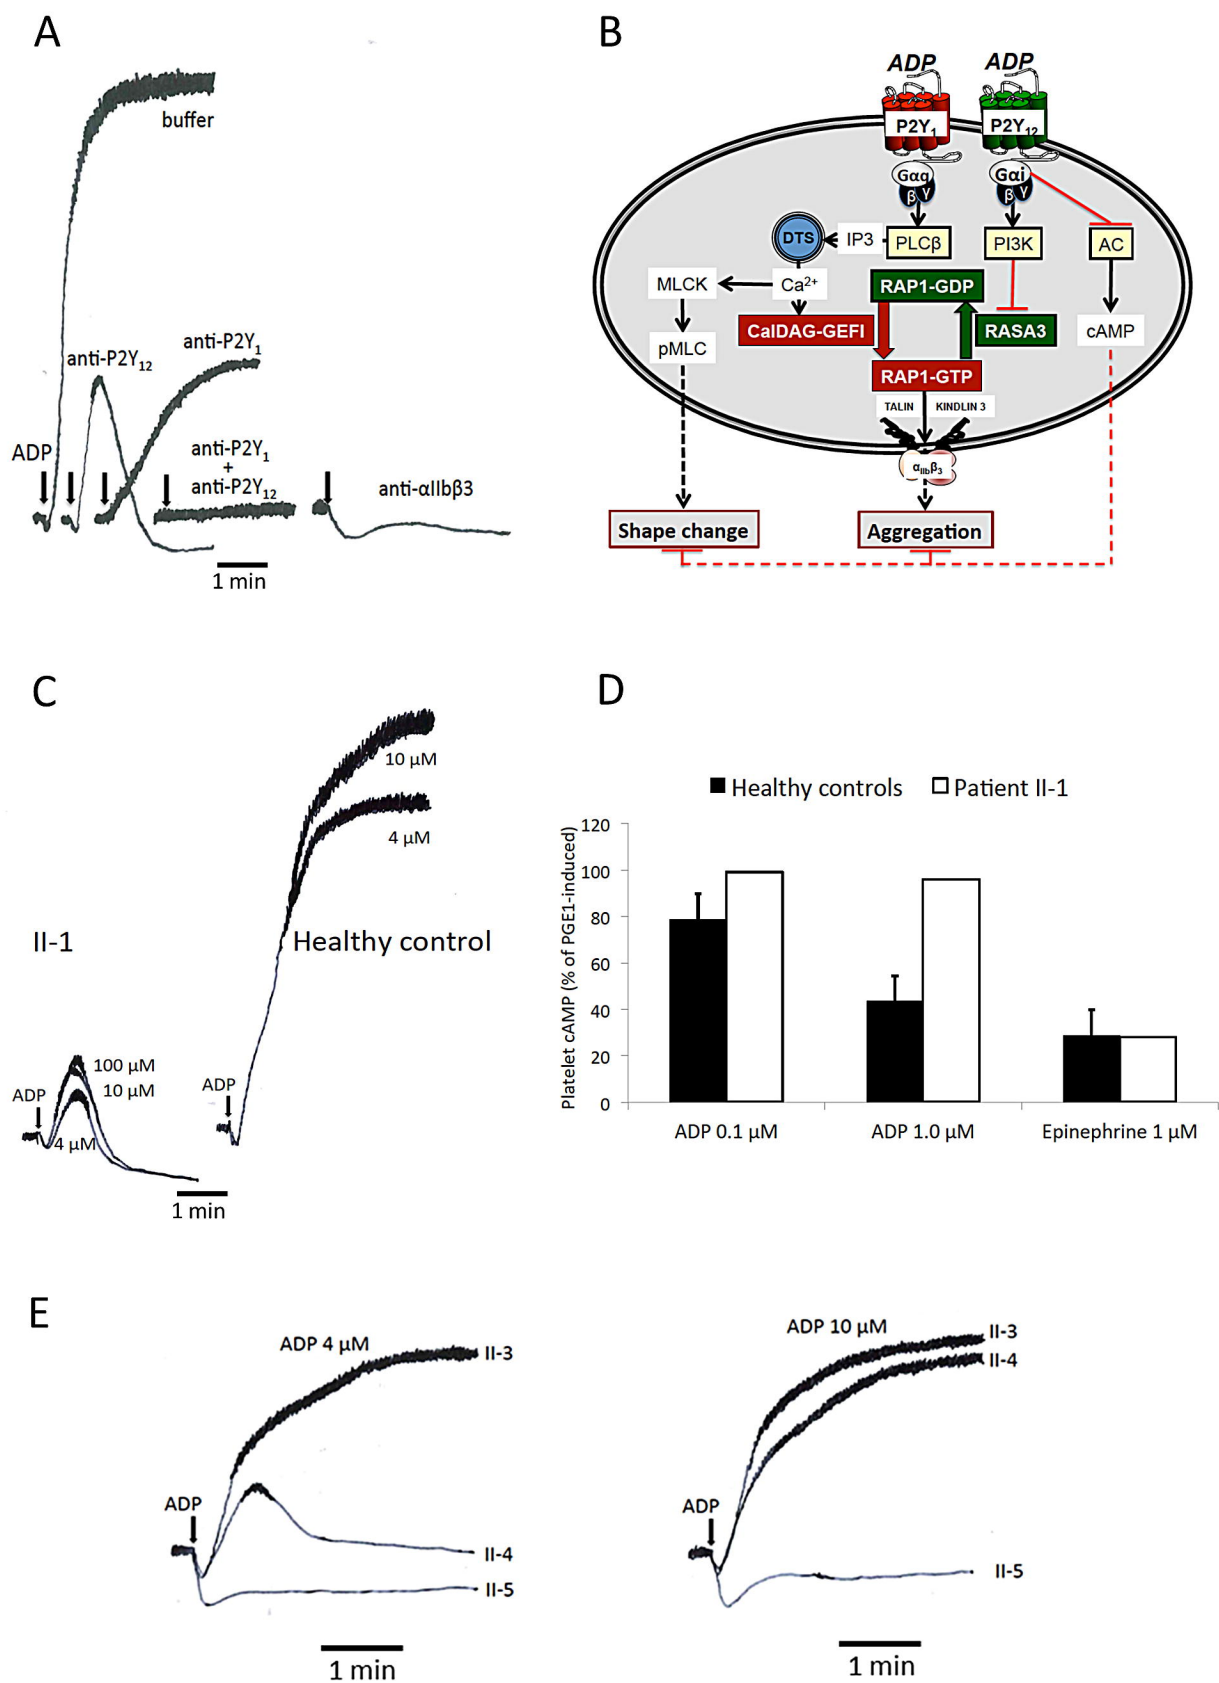 A
buffer
anti-P2Y1
anti-P2Y12
ADP
anti-P2Y1
+
anti-P2Y12
anti-αIIbβ3
1 min
B
ADP ADP
P2Y1 P2Y12
Gαq Gαi
β γ β γ
DTS IP3 PLCβ PI3K AC
MLCK Ca2+ RAP1-GDP
CalDAG-GEFI RASA3 cAMP
pMLC
RAP1-GTP
TALIN KINDLIN 3
αIIbβ3
Shape change Aggregation
C
10 µM
4 µM
II-1
Healthy control
100 µM
10 µM
ADP
4 µM
ADP
1 min
D
Healthy controls Patient II-1
Platelet cAMP (% of PGE1-induced)
120
100
80
60
40
20
0
ADP 0.1 µM ADP 1.0 µM Epinephrine 1 µM
E
ADP 4 µM
II-3
ADP
II-4
II-5
1 min
ADP 10 µM
II-3
II-4
ADP
II-5
1 min